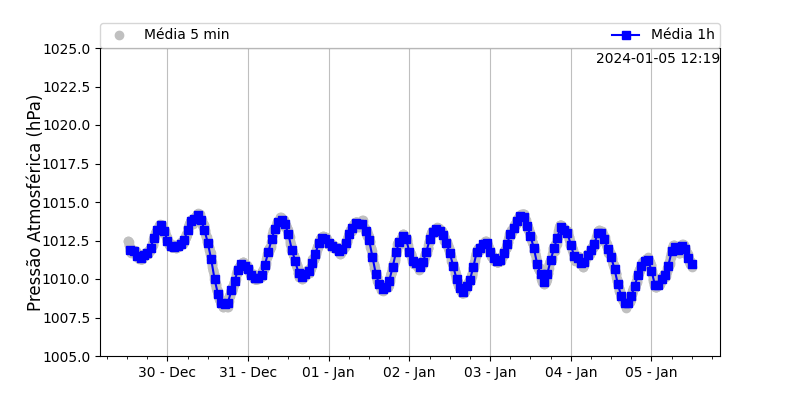 Média 5 min
Média 1h
2024-01-05 12:19
Pressão Atmosférica (hPa)
1025.0
1022.5
1020.0
1017.5
1015.0
1012.5
1010.0
1007.5
1005.0
30 - Dec
31 - Dec
01 - Jan
02 - Jan
03 - Jan
04 - Jan
05 - Jan